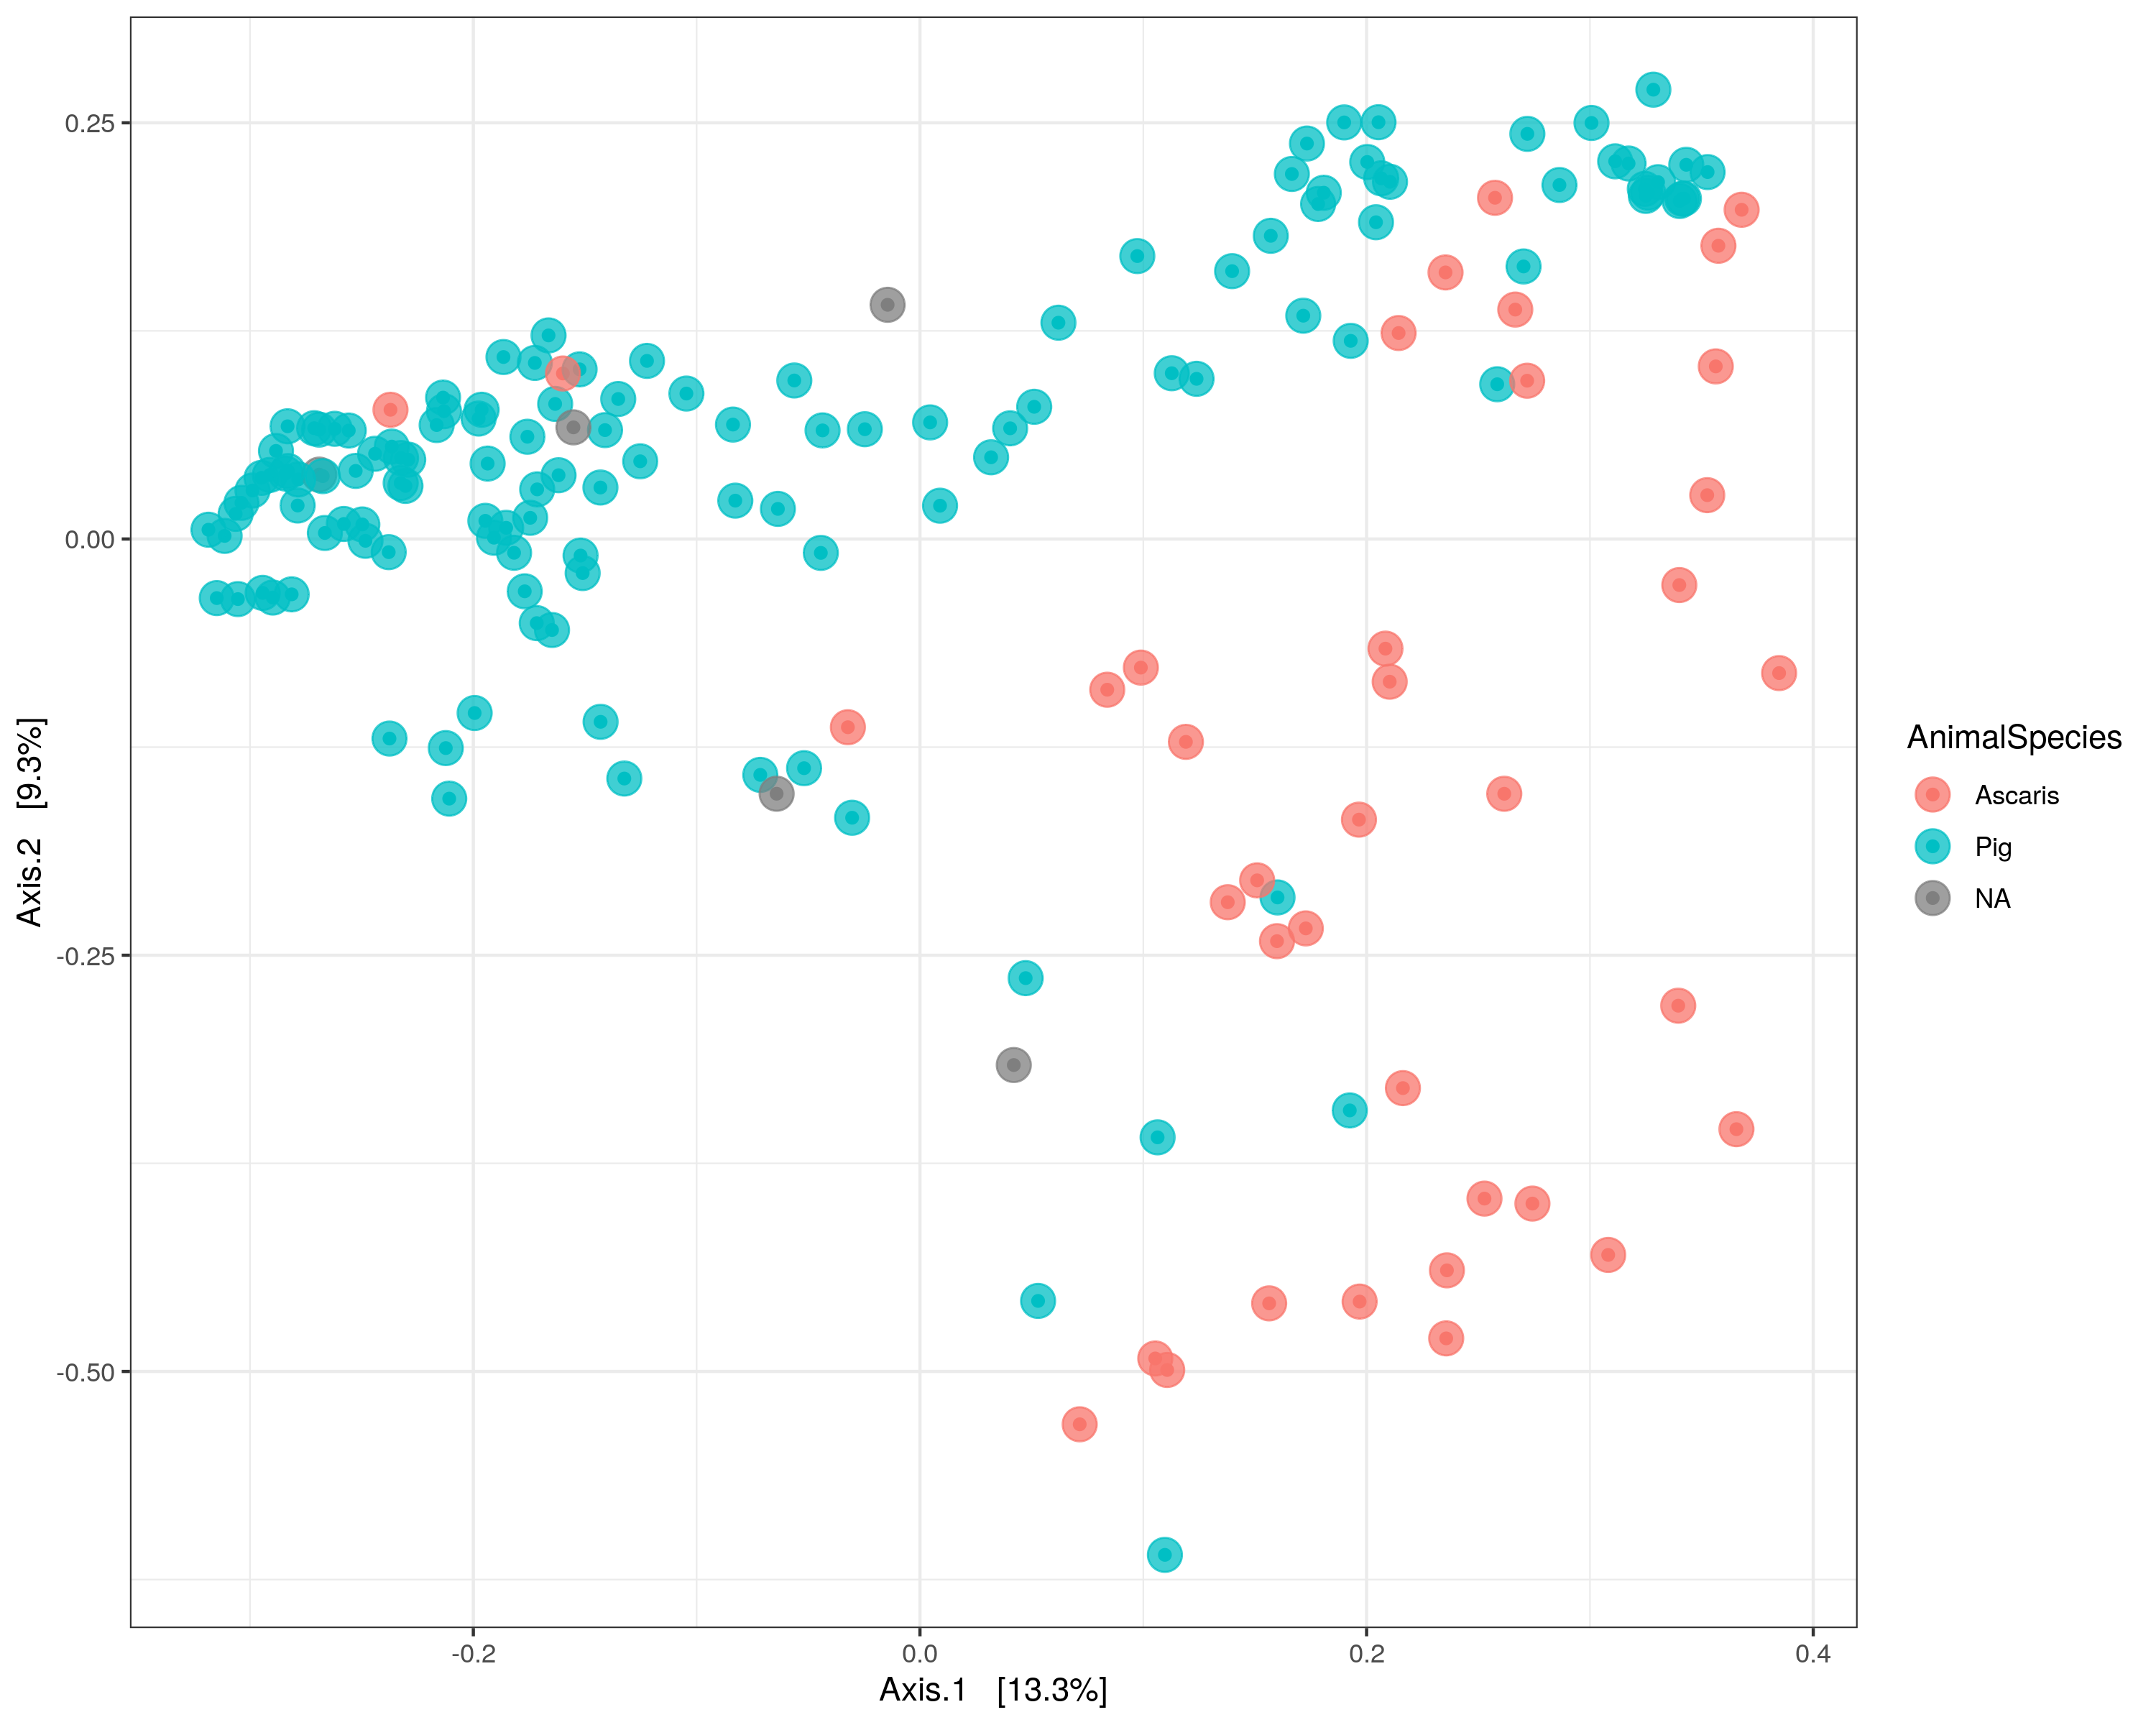 0.25
0.00
-0.25
-0.50
Axis.2 [9.3%]
-0.2
0.0
0.2
0.4
Axis.1 [13.3%]
AnimalSpecies
Ascaris
Pig
NA